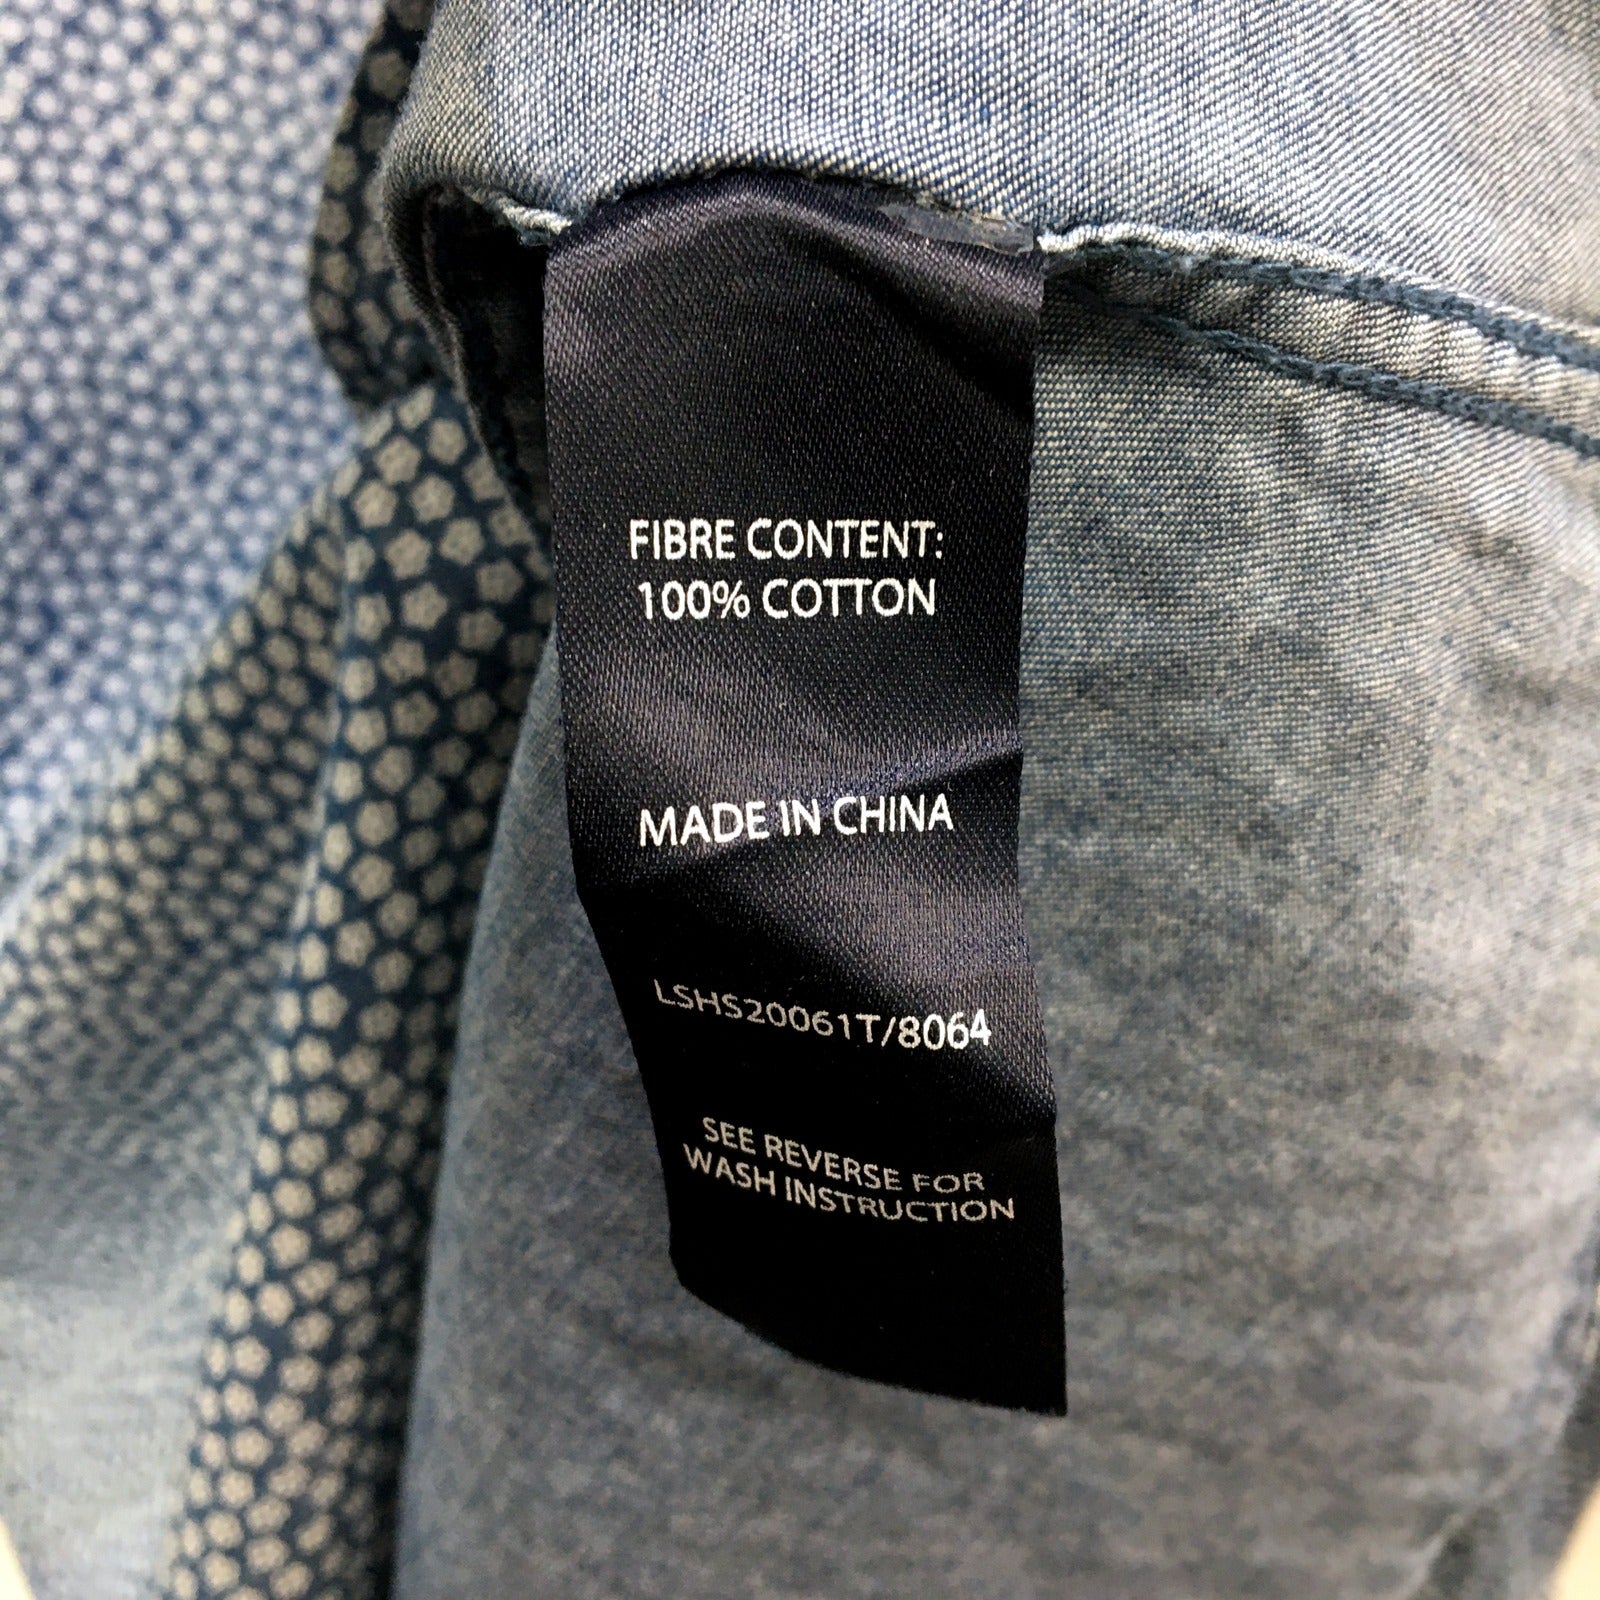 FIBRE CONTENT:
100% COTTON
MADE IN CHINA
LSHS20061T/8064
SEE REVERSE FOR
WASH INSTRUCTION